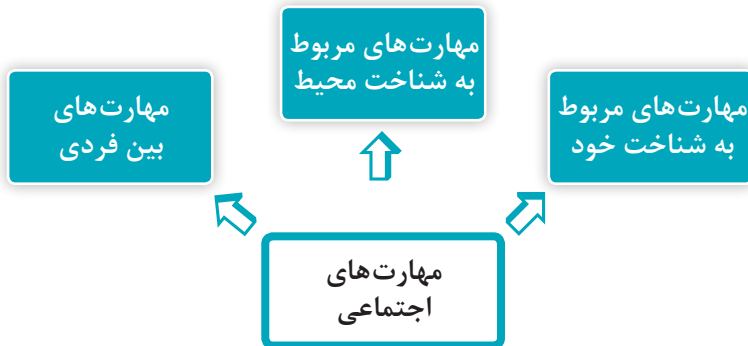 مهارت‌های مربوط
به شناخت محیط
مهارت‌های مربوط
به شناخت خود
مهارت‌های
بین فردی
مهارت‌های
اجتماعی